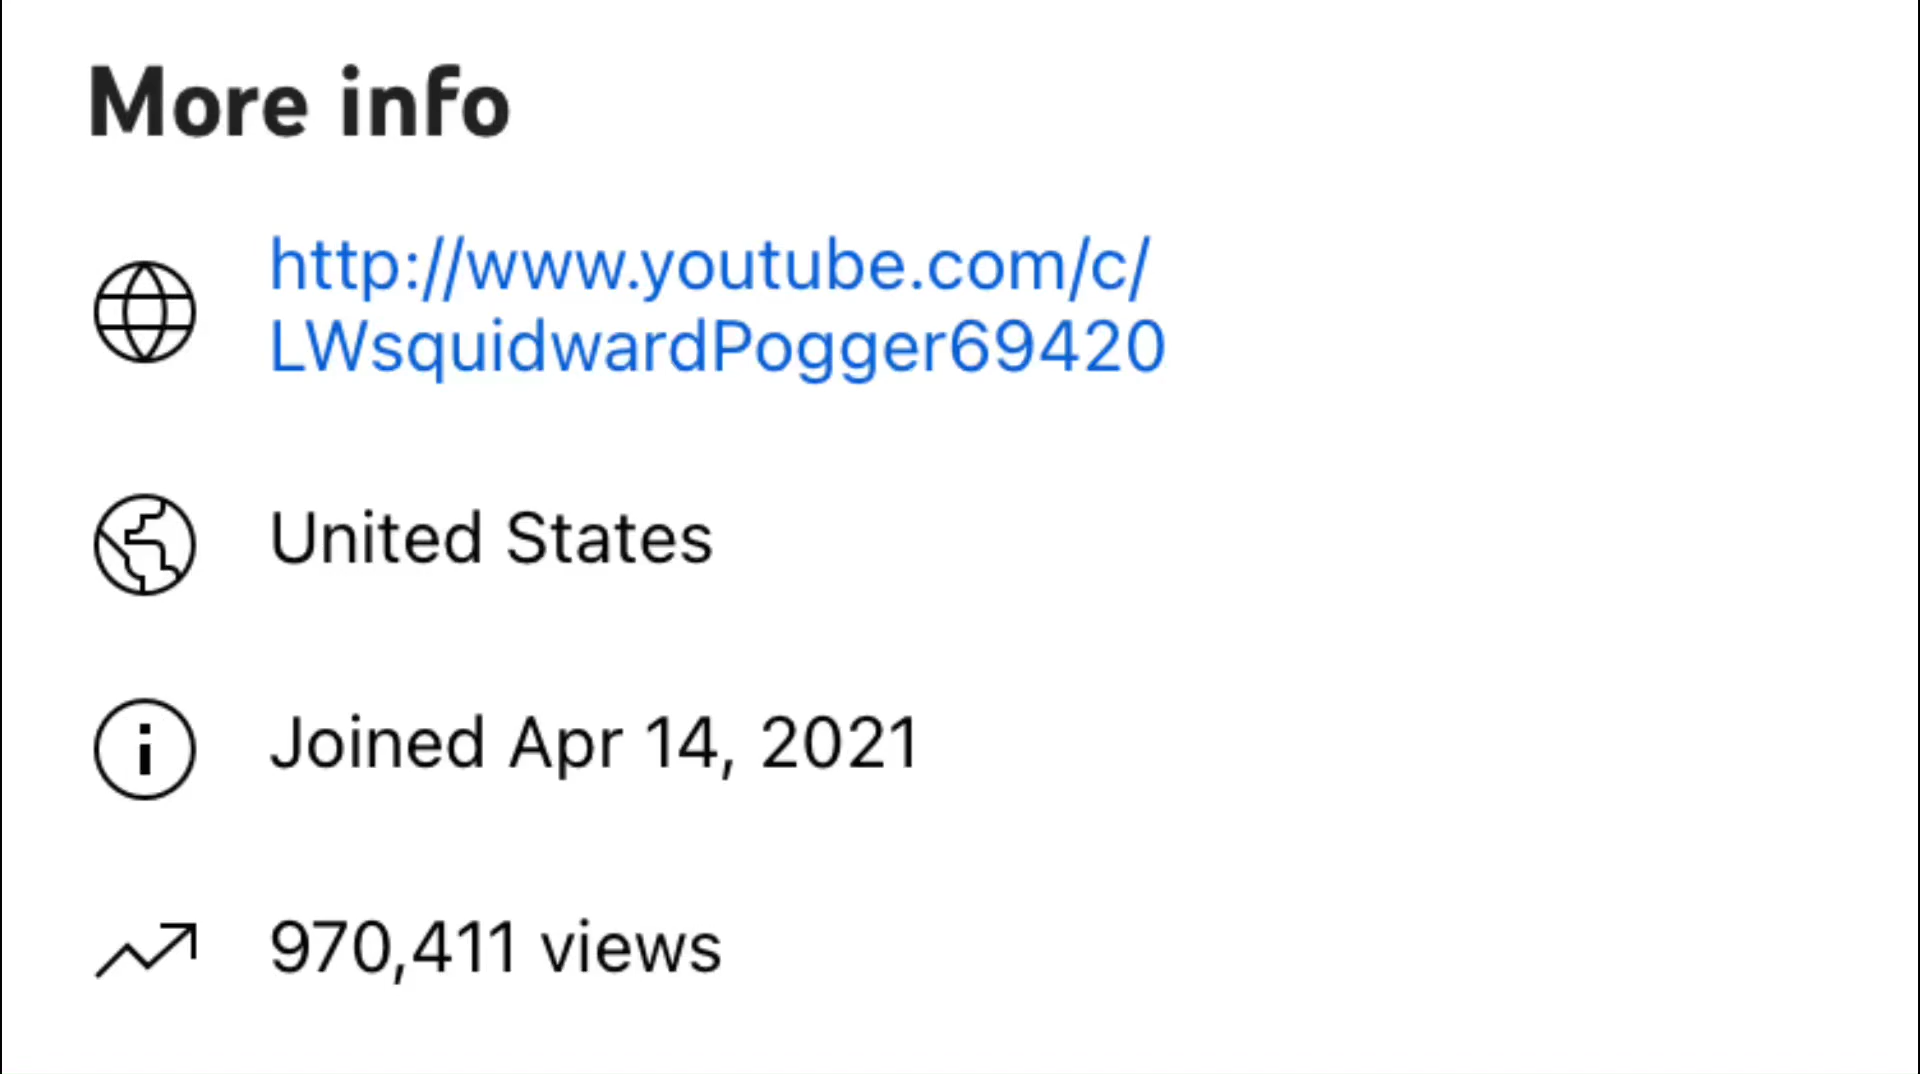 More info
http://www.youtube.com/c/
LWsquidwardPogger69420
United States
Joined Apr 14, 2021
970,411 views